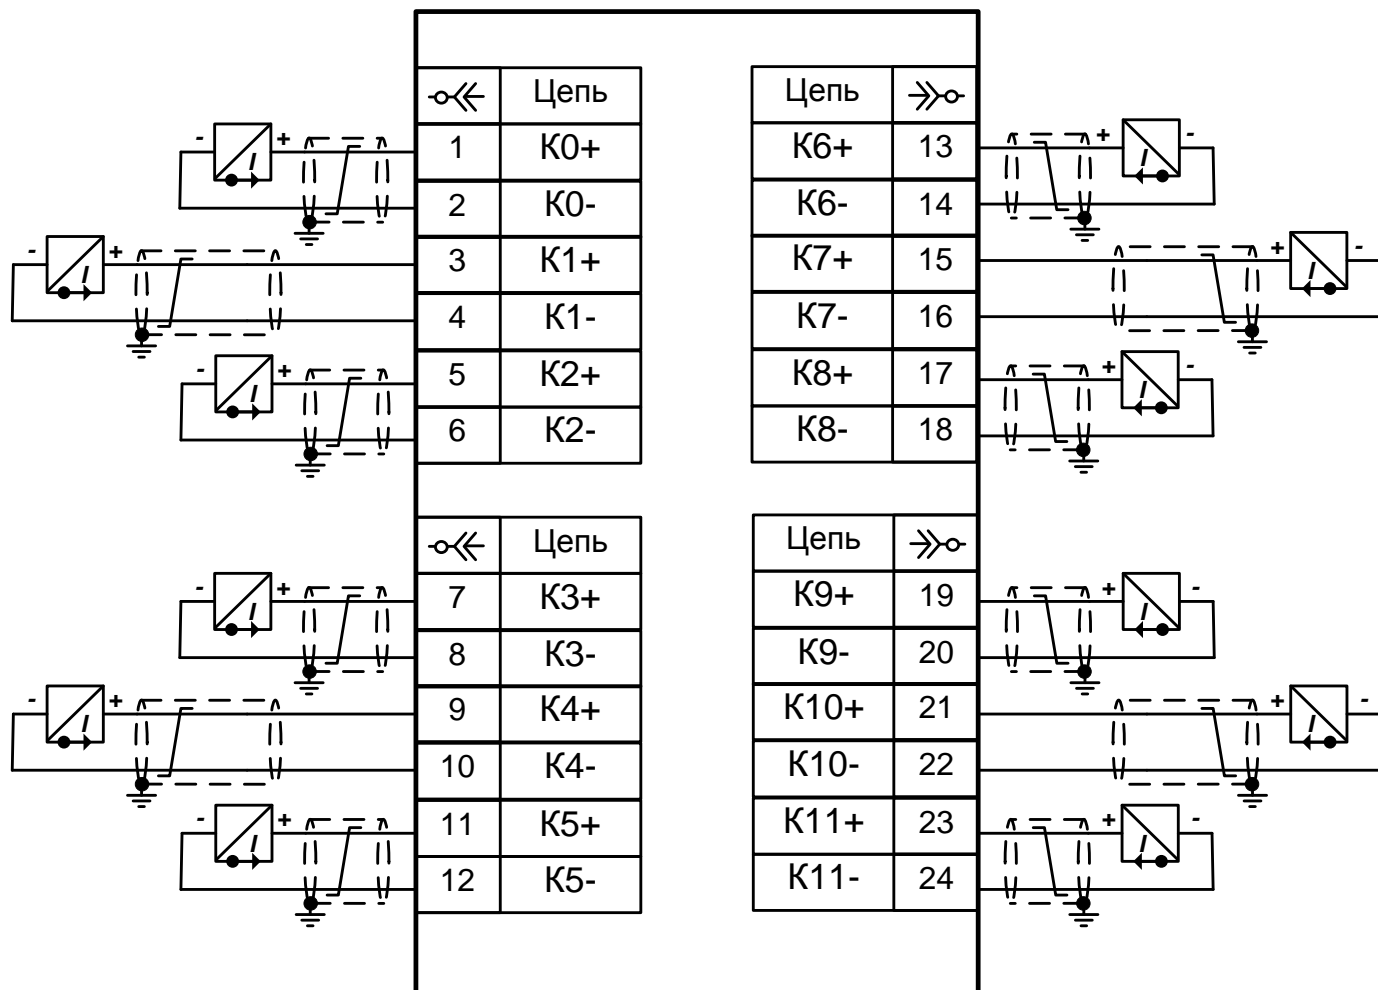 Цепь
- + 1 К0+
2 К0-
- + 3 К1+
4 К1-
- + 5 К2+
6 К2-
Цепь
- + 7 К3+
8 К3-
- + 9 К4+
10 К4-
- + 11 К5+
12 К5-
Цепь
К6+ 13 + I -
К6- 14
К7+ 15 + I -
К7- 16
К8+ 17 + I -
К8- 18
Цепь
К9+ 19 + I -
К9- 20
К10+ 21 + I -
К10- 22
К11+ 23 + I -
К11- 24